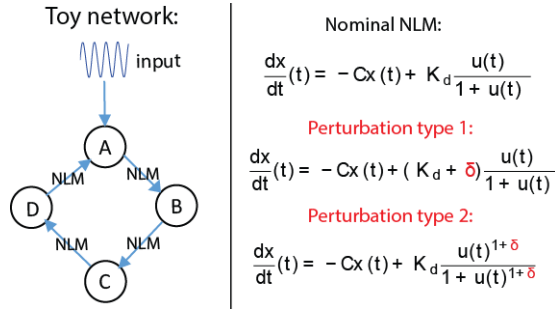 Toy network:
input
A
NLM
NLM
D
B
NLM
NLM
C
Nominal NLM:
dx/dt (t) = - Cx (t) + K_d u(t)/(1 + u(t))
Perturbation type 1:
dx/dt (t) = - Cx (t) + ( K_d + δ) u(t)/(1 + u(t))
Perturbation type 2:
dx/dt (t) = - Cx (t) + K_d u(t)^(1+δ)/(1 + u(t)^(1+δ))